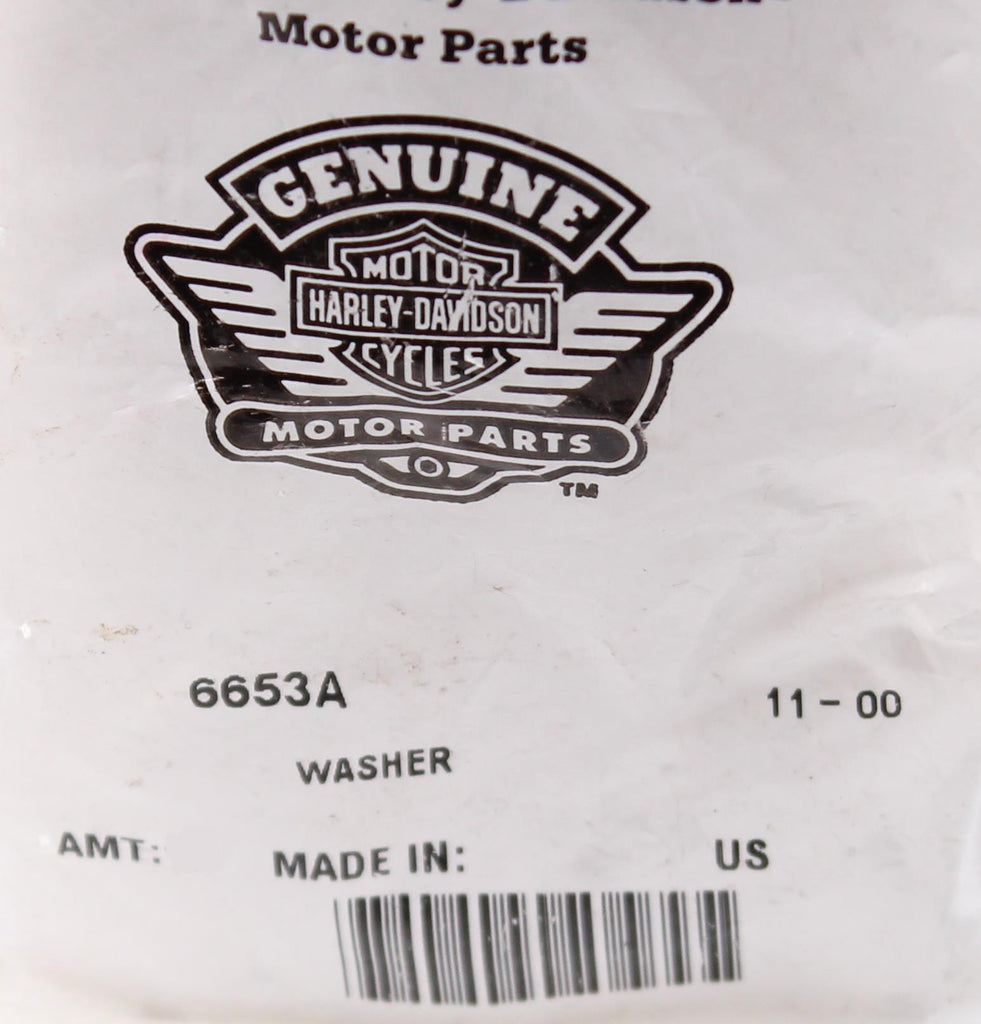 Motor Parts
GENUINE
MOTOR
HARLEY-DAVIDSON
CYCLES
MOTOR PARTS
TM
6653A
11 - 00
WASHER
AMT:
MADE IN:
US